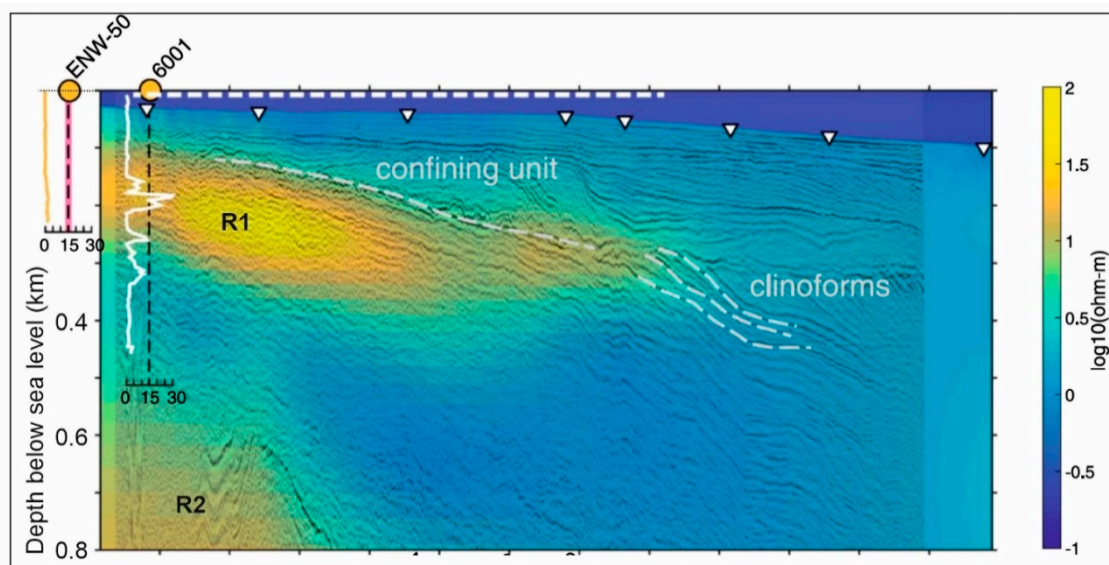 ENW-50
6001
confining unit
R1
clinoforms
R2
Depth below sea level (km)
0.4
0.6
0.8
0 15 30
0 15 30
2
1.5
1
0.5
0
-0.5
-1
log10(ohm-m)